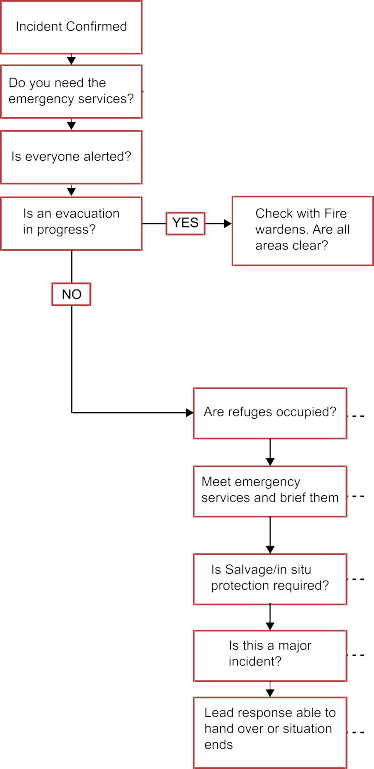 Incident Confirmed
Do you need the
emergency services?
Is everyone alerted?
Is an evacuation
in progress?
YES
Check with Fire
wardens. Are all
areas clear?
NO
Are refuges occupied?
Meet emergency
services and brief them
Is Salvage/in situ
protection required?
Is this a major
incident?
Lead response able to
hand over or situation
ends